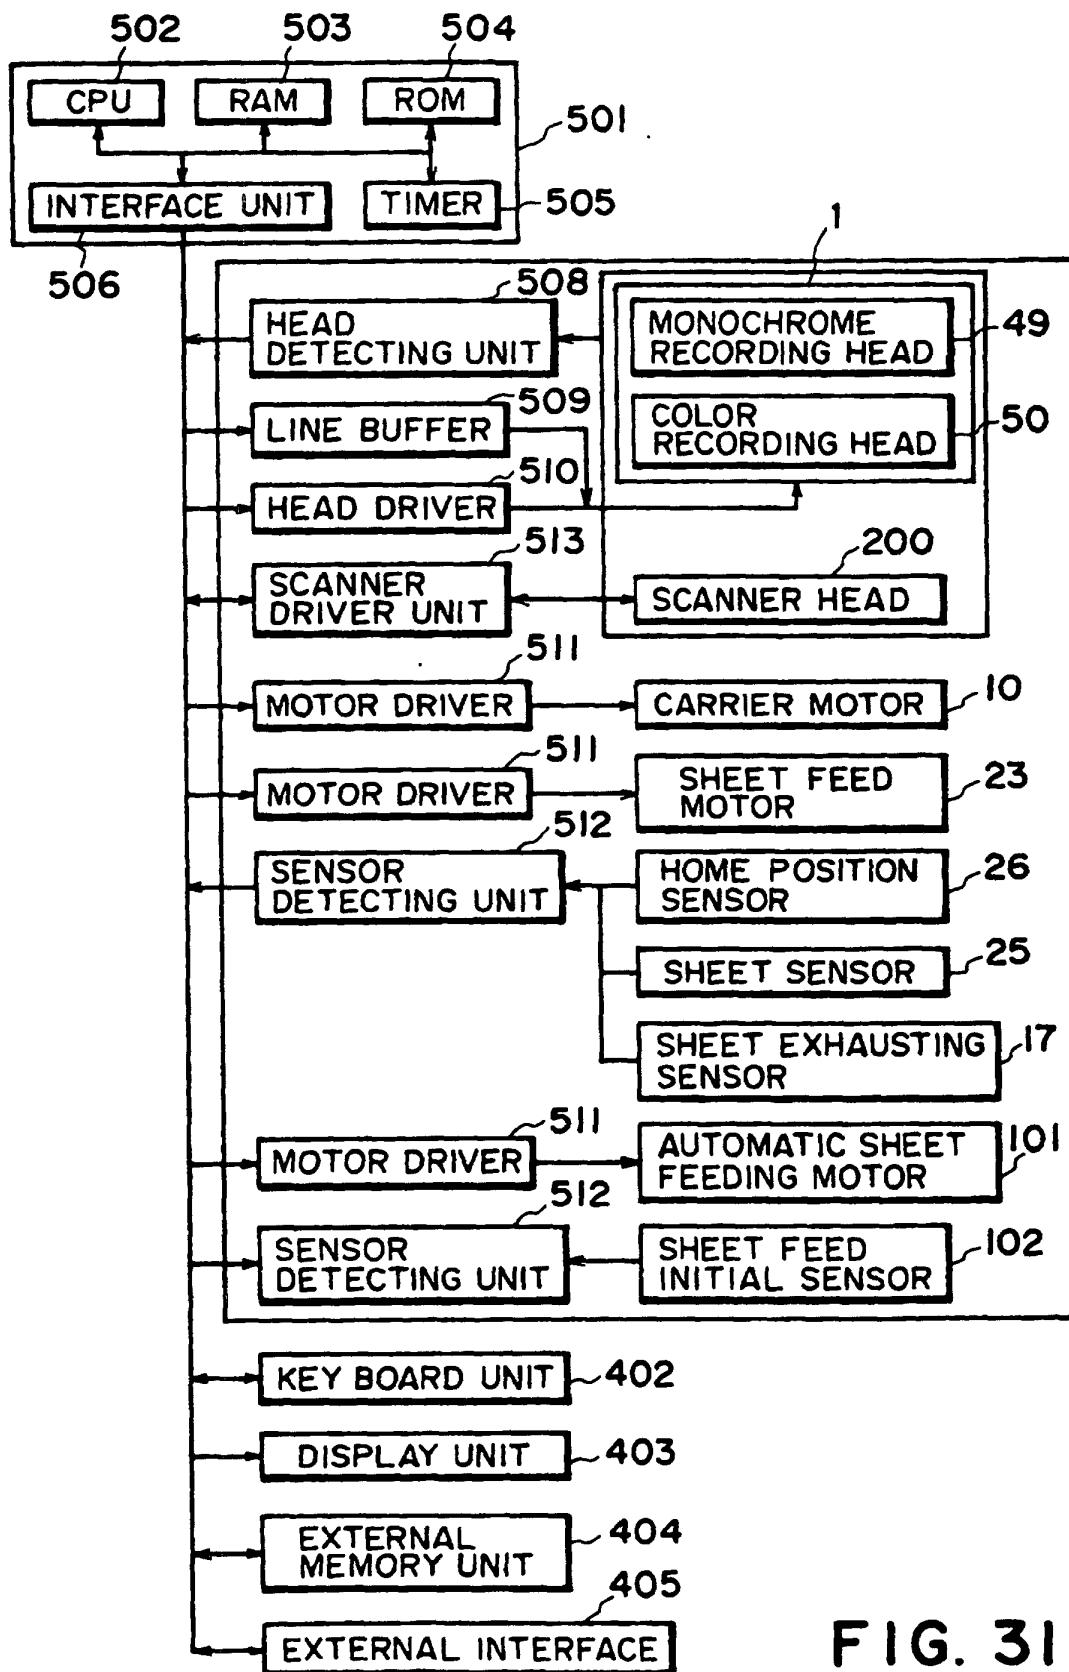 502
503
504
CPU
RAM
ROM
501
INTERFACE UNIT
TIMER
505
506
1
508
HEAD
DETECTING UNIT
MONOCHROME
RECORDING HEAD
49
509
LINE BUFFER
COLOR
RECORDING HEAD
50
510
HEAD DRIVER
513
200
SCANNER
DRIVER UNIT
SCANNER HEAD
511
MOTOR DRIVER
CARRIER MOTOR
10
511
MOTOR DRIVER
SHEET FEED
MOTOR
23
512
SENSOR
DETECTING UNIT
HOME POSITION
SENSOR
26
SHEET SENSOR
25
SHEET EXHAUSTING
SENSOR
17
511
MOTOR DRIVER
AUTOMATIC SHEET
FEEDING MOTOR
101
512
SENSOR
DETECTING UNIT
SHEET FEED
INITIAL SENSOR
102
KEY BOARD UNIT
402
DISPLAY UNIT
403
EXTERNAL
MEMORY UNIT
404
405
EXTERNAL INTERFACE
FIG. 31